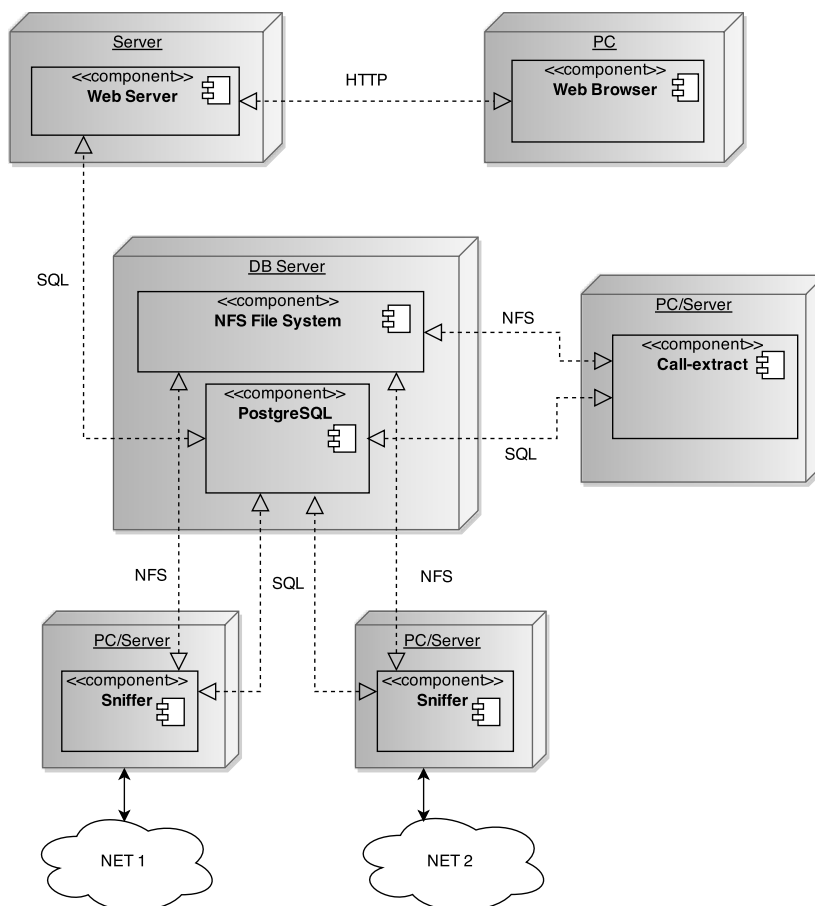 Server
<<component>>
Web Server
HTTP
PC
<<component>>
Web Browser
SQL
DB Server
<<component>>
NFS File System
<<component>>
PostgreSQL
NFS
SQL
PC/Server
<<component>>
Call-extract
NFS
SQL
NFS
PC/Server
<<component>>
Sniffer
PC/Server
<<component>>
Sniffer
NET 1
NET 2